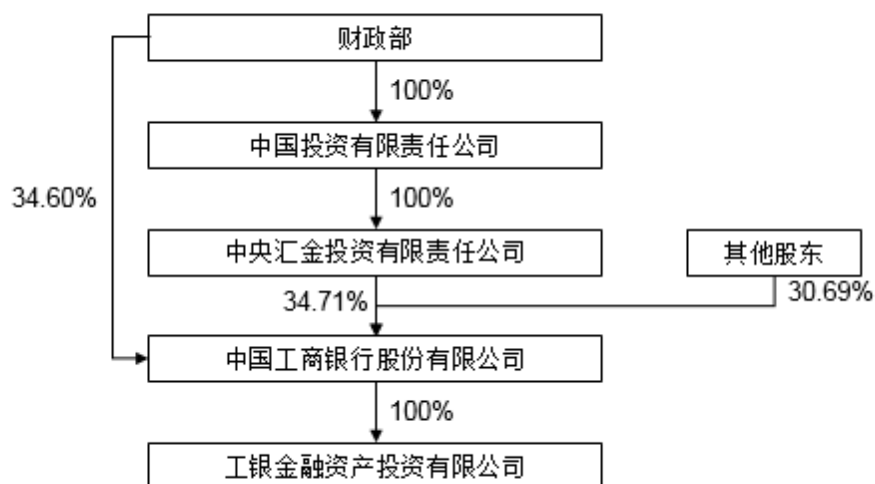 财政部
100%
中国投资有限责任公司
34.60%
100%
中央汇金投资有限责任公司
其他股东
34.71%
30.69%
中国工商银行股份有限公司
100%
工银金融资产投资有限公司